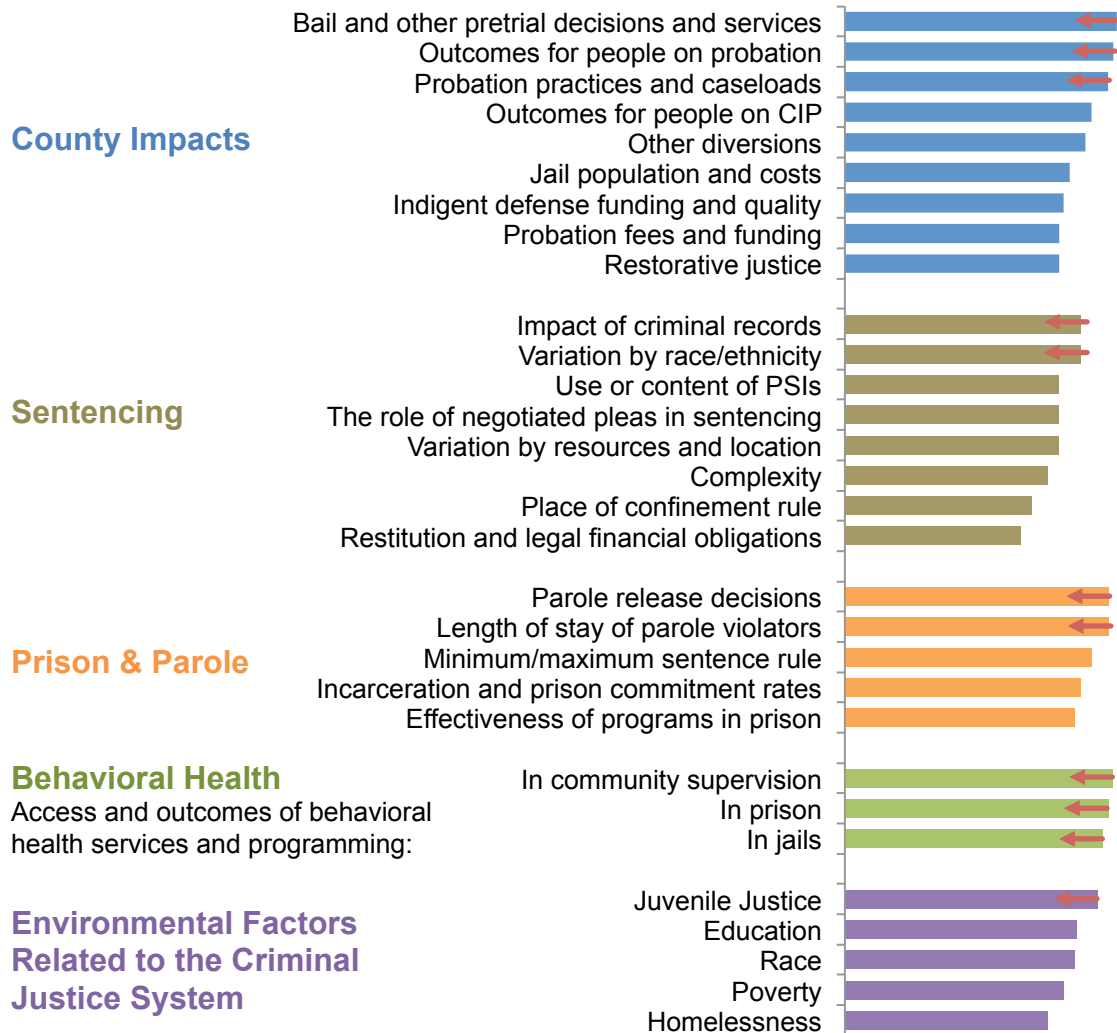 County Impacts
Bail and other pretrial decisions and services
Outcomes for people on probation
Probation practices and caseloads
Outcomes for people on CIP
Other diversions
Jail population and costs
Indigent defense funding and quality
Probation fees and funding
Restorative justice
Sentencing
Impact of criminal records
Variation by race/ethnicity
Use or content of PSIs
The role of negotiated pleas in sentencing
Variation by resources and location
Complexity
Place of confinement rule
Restitution and legal financial obligations
Prison & Parole
Parole release decisions
Length of stay of parole violators
Minimum/maximum sentence rule
Incarceration and prison commitment rates
Effectiveness of programs in prison
Behavioral Health
Access and outcomes of behavioral
health services and programming:
In community supervision
In prison
In jails
Environmental Factors
Related to the Criminal
Justice System
Juvenile Justice
Education
Race
Poverty
Homelessness